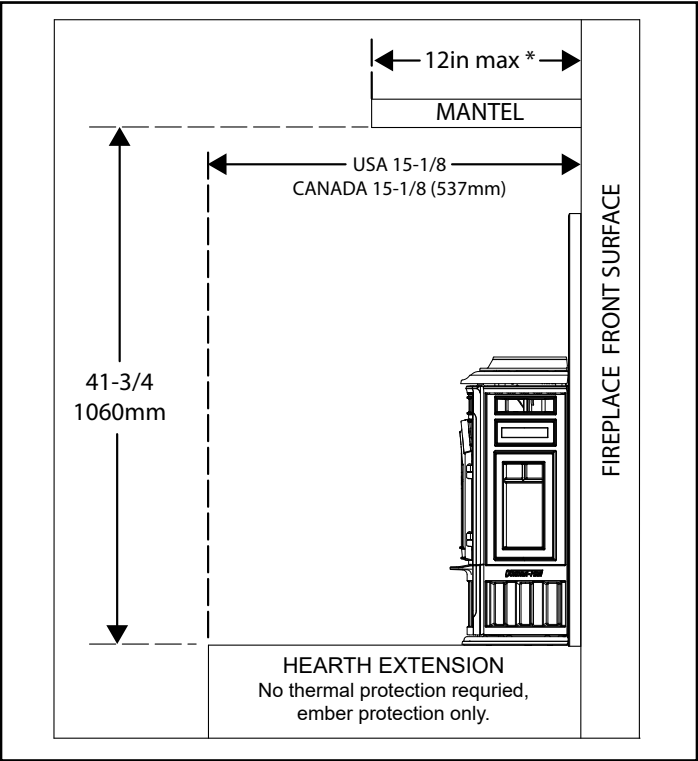 12in max *
MANTEL
USA 15-1/8
CANADA 15-1/8 (537mm)
FIREPLACE FRONT SURFACE
41-3/4
1060mm
HEARTH EXTENSION
No thermal protection requried,
ember protection only.